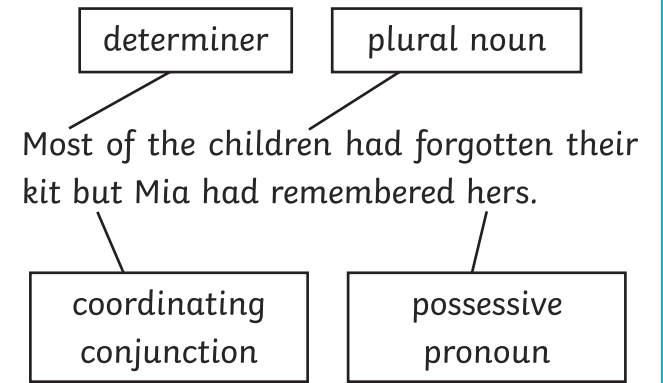 determiner
plural noun
Most of the children had forgotten their
kit but Mia had remembered hers.
coordinating
conjunction
possessive
pronoun